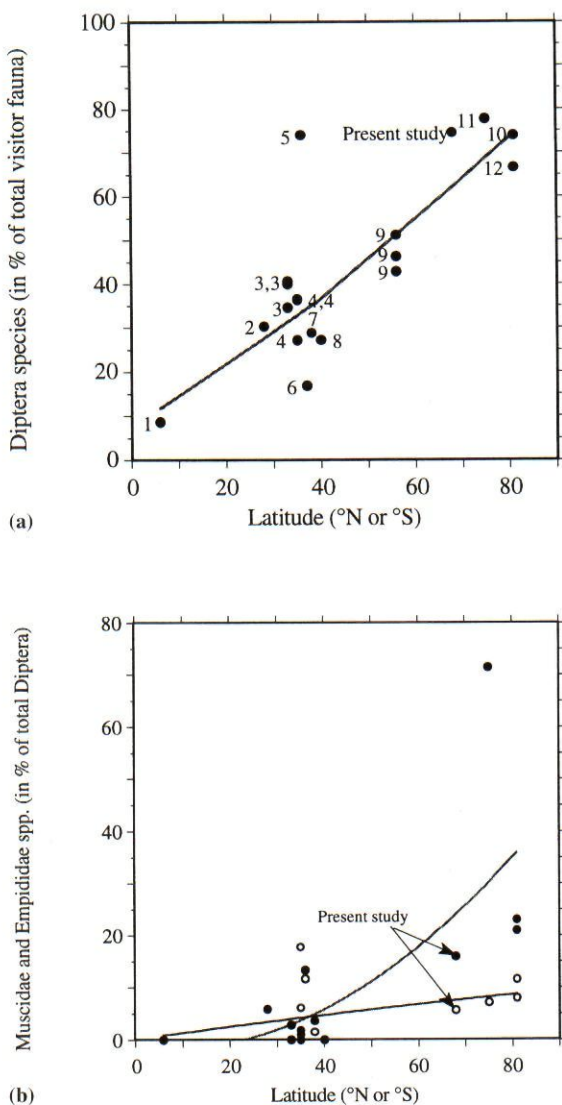 Diptera species (in % of total visitor fauna)
100
80
60
40
20
0
11
Present study
10
5
12
9
9
9
3,3
4,4
3
7
2
4
8
6
1
0 20 40 60 80
(a)
Latitude (°N or °S)
Muscidae and Empididae spp. (in % of total Diptera)
80
60
40
20
0
Present study
0 20 40 60 80
(b)
Latitude (°N or °S)